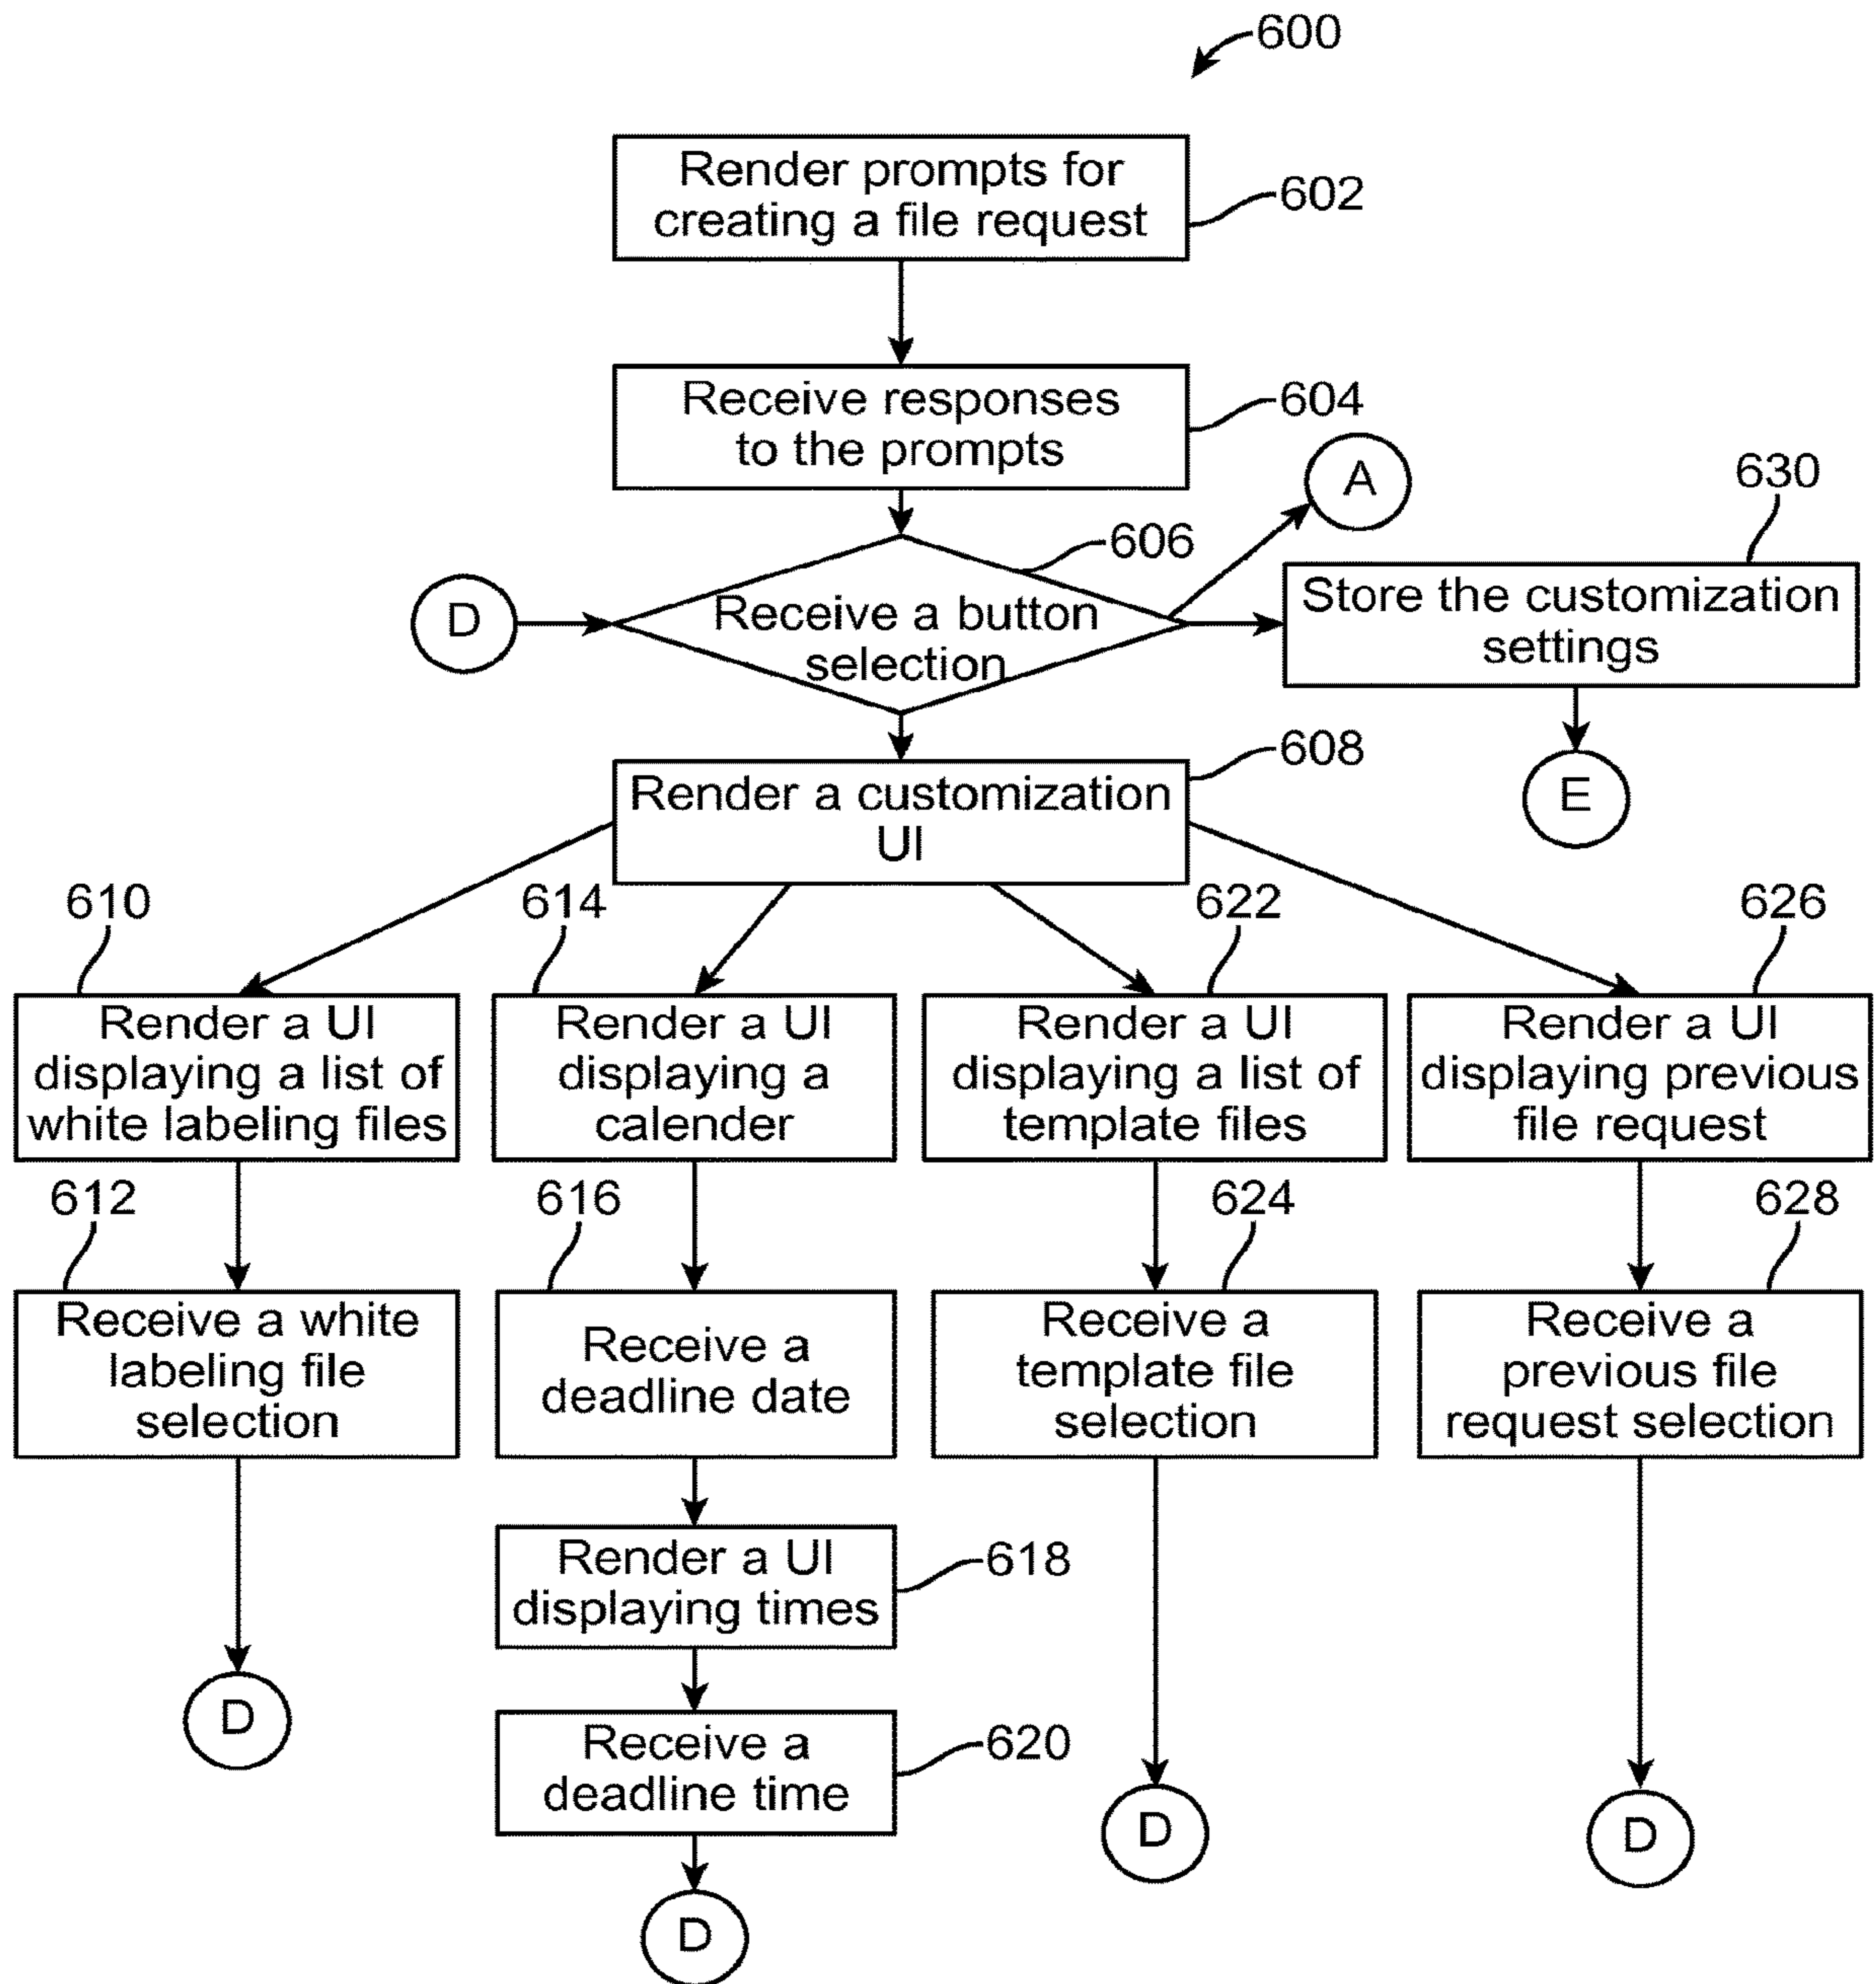 600
Render prompts for
creating a file request
602
Receive responses
to the prompts
604
A
630
606
D
Receive a button
selection
Store the customization
settings
608
Render a customization
UI
E
610
614
622
626
Render a UI
displaying a list of
white labeling files
Render a UI
displaying a
calender
Render a UI
displaying a list of
template files
Render a UI
displaying previous
file request
612
616
624
628
Receive a white
labeling file
selection
Receive a
deadline date
Receive a
template file
selection
Receive a
previous file
request selection
Render a UI
displaying times
618
D
Receive a
deadline time
620
D
D
D